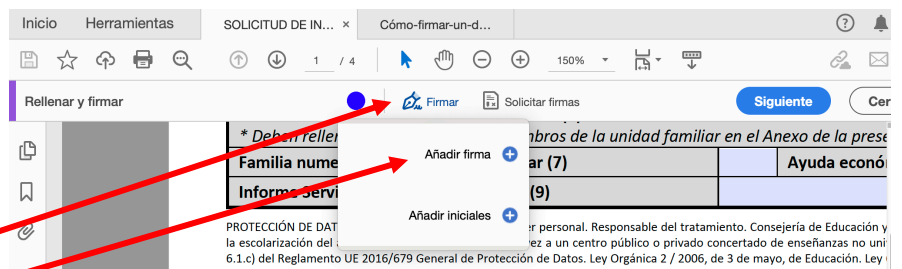 Inicio Herramientas SOLICITUD DE IN... × Cómo-firmar-un-d... ?
1 / 4 150%
Rellenar y firmar Firmar Solicitar firmas Siguiente Cer
* Deben rellen mbros de la unidad familiar en el Anexo de la prese
Añadir firma
Familia nume ar (7) Ayuda econó
Informe Servi (9)
Añadir iniciales
PROTECCIÓN DE DAT er personal. Responsable del tratamiento. Consejería de Educación y
la escolarización del vez a un centro público o privado concertado de enseñanzas no uni
6.1.c) del Reglamento UE 2016/679 General de Protección de Datos. Ley Orgánica 2 / 2006, de 3 de mayo, de Educación. Ley